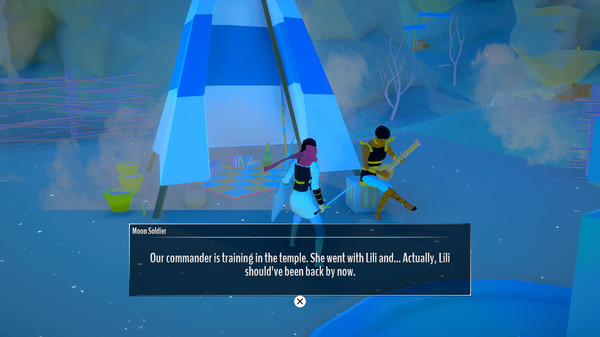 Moon Soldier
Our commander is training in the temple. She went with Lili and... Actually, Lili
should've been back by now.